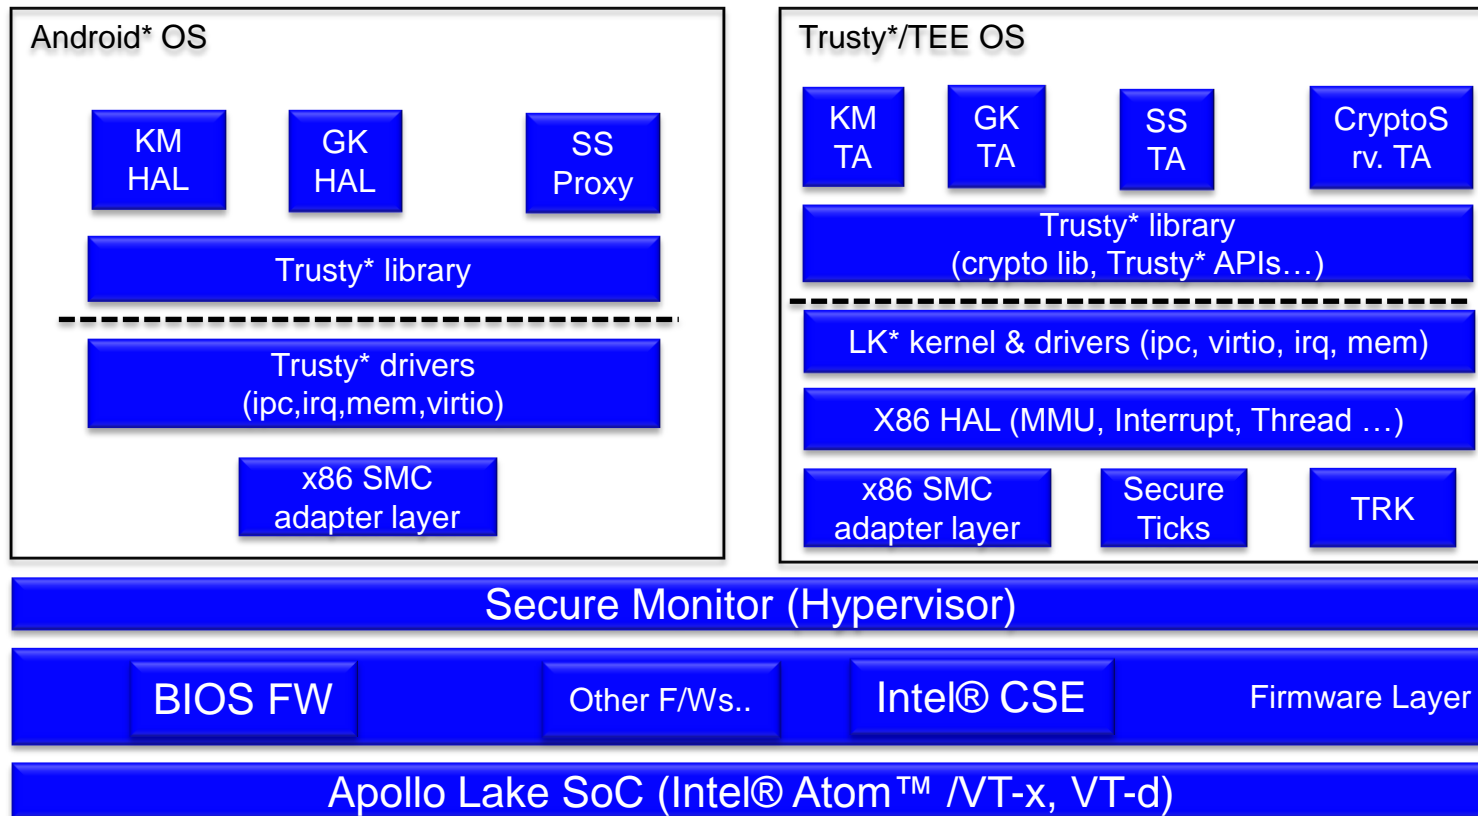 Android* OS
KM
HAL
GK
HAL
SS
Proxy
Trusty* library
Trusty* drivers
(ipc,irq,mem,virtio)
x86 SMC
adapter layer
Trusty*/TEE OS
KM
TA
GK
TA
SS
TA
CryptoS
rv. TA
Trusty* library
(crypto lib, Trusty* APIs…)
LK* kernel & drivers (ipc, virtio, irq, mem)
X86 HAL (MMU, Interrupt, Thread …)
x86 SMC
adapter layer
Secure
Ticks
TRK
Secure Monitor (Hypervisor)
BIOS FW
Other F/Ws..
Intel® CSE
Firmware Layer
Apollo Lake SoC (Intel® Atom™ /VT-x, VT-d)